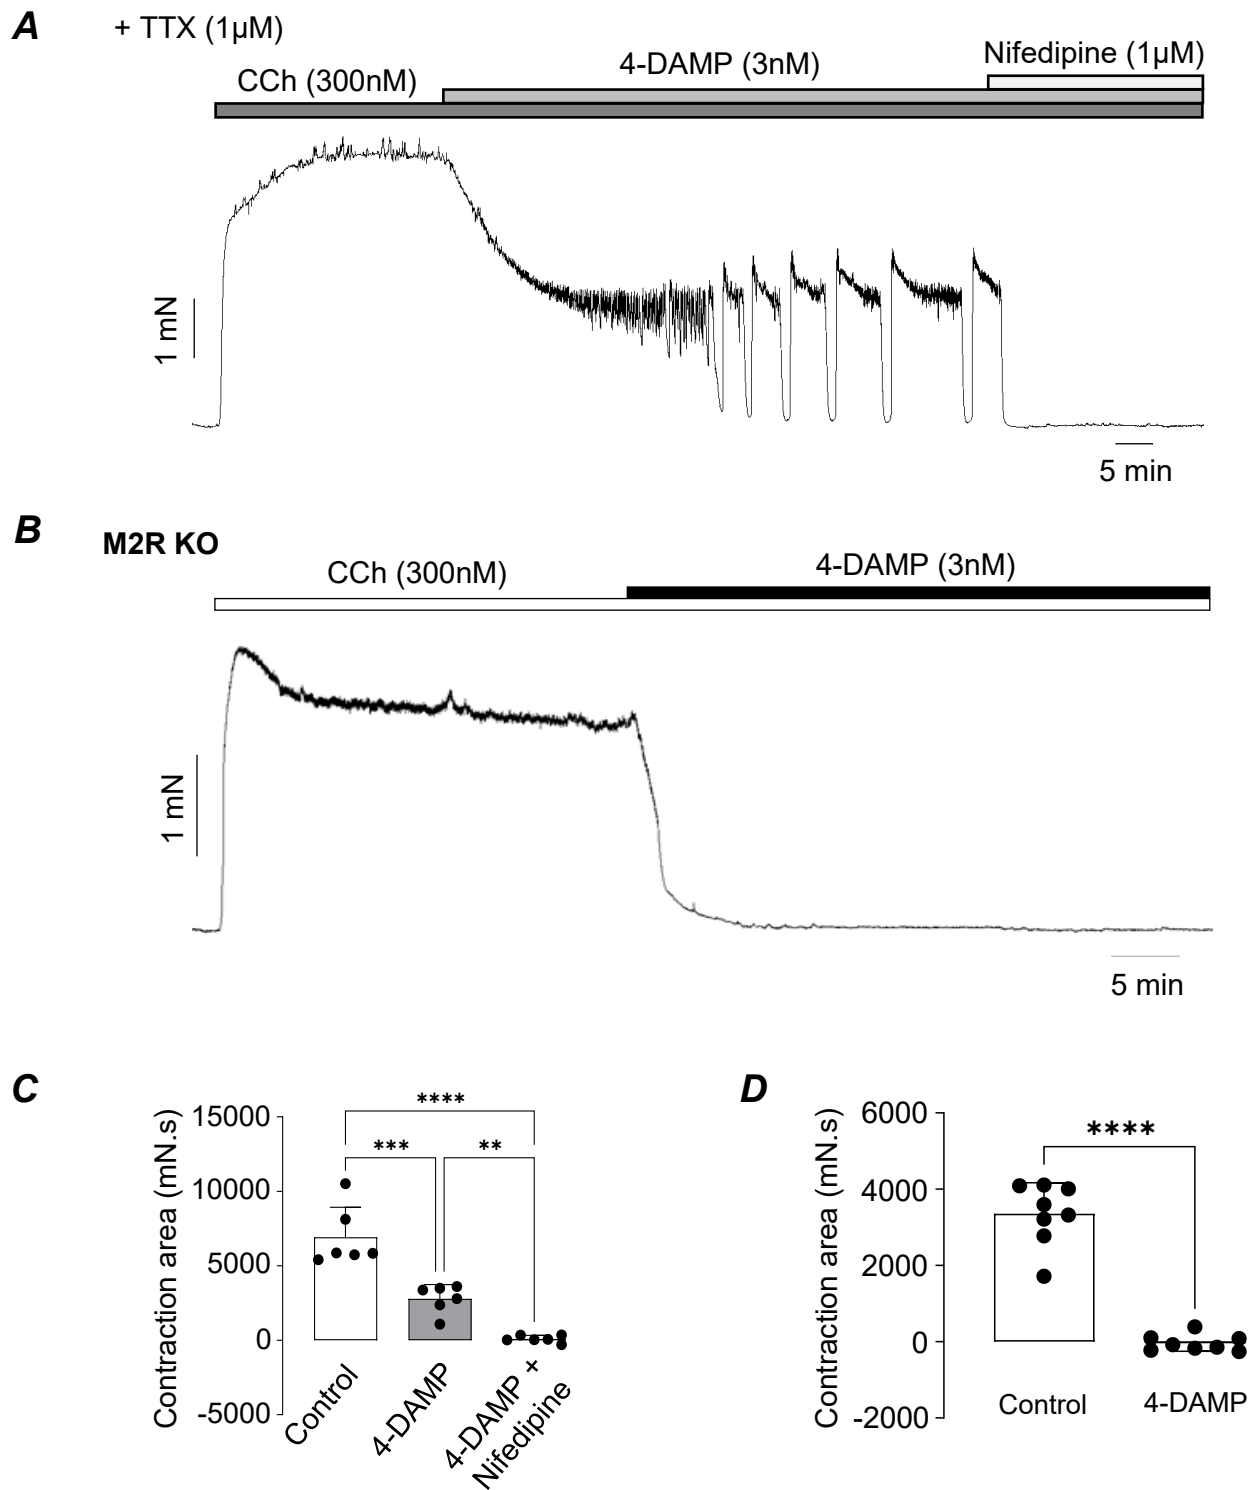 A
+ TTX (1µM)
CCh (300nM)
4-DAMP (3nM)
Nifedipine (1µM)
1 mN
5 min
B
M2R KO
CCh (300nM)
4-DAMP (3nM)
1 mN
5 min
C
Contraction area (mN.s)
15000
10000
5000
0
-5000
****
***
**
Control
4-DAMP
4-DAMP +
Nifedipine
D
Contraction area (mN.s)
6000
4000
2000
0
-2000
****
Control
4-DAMP